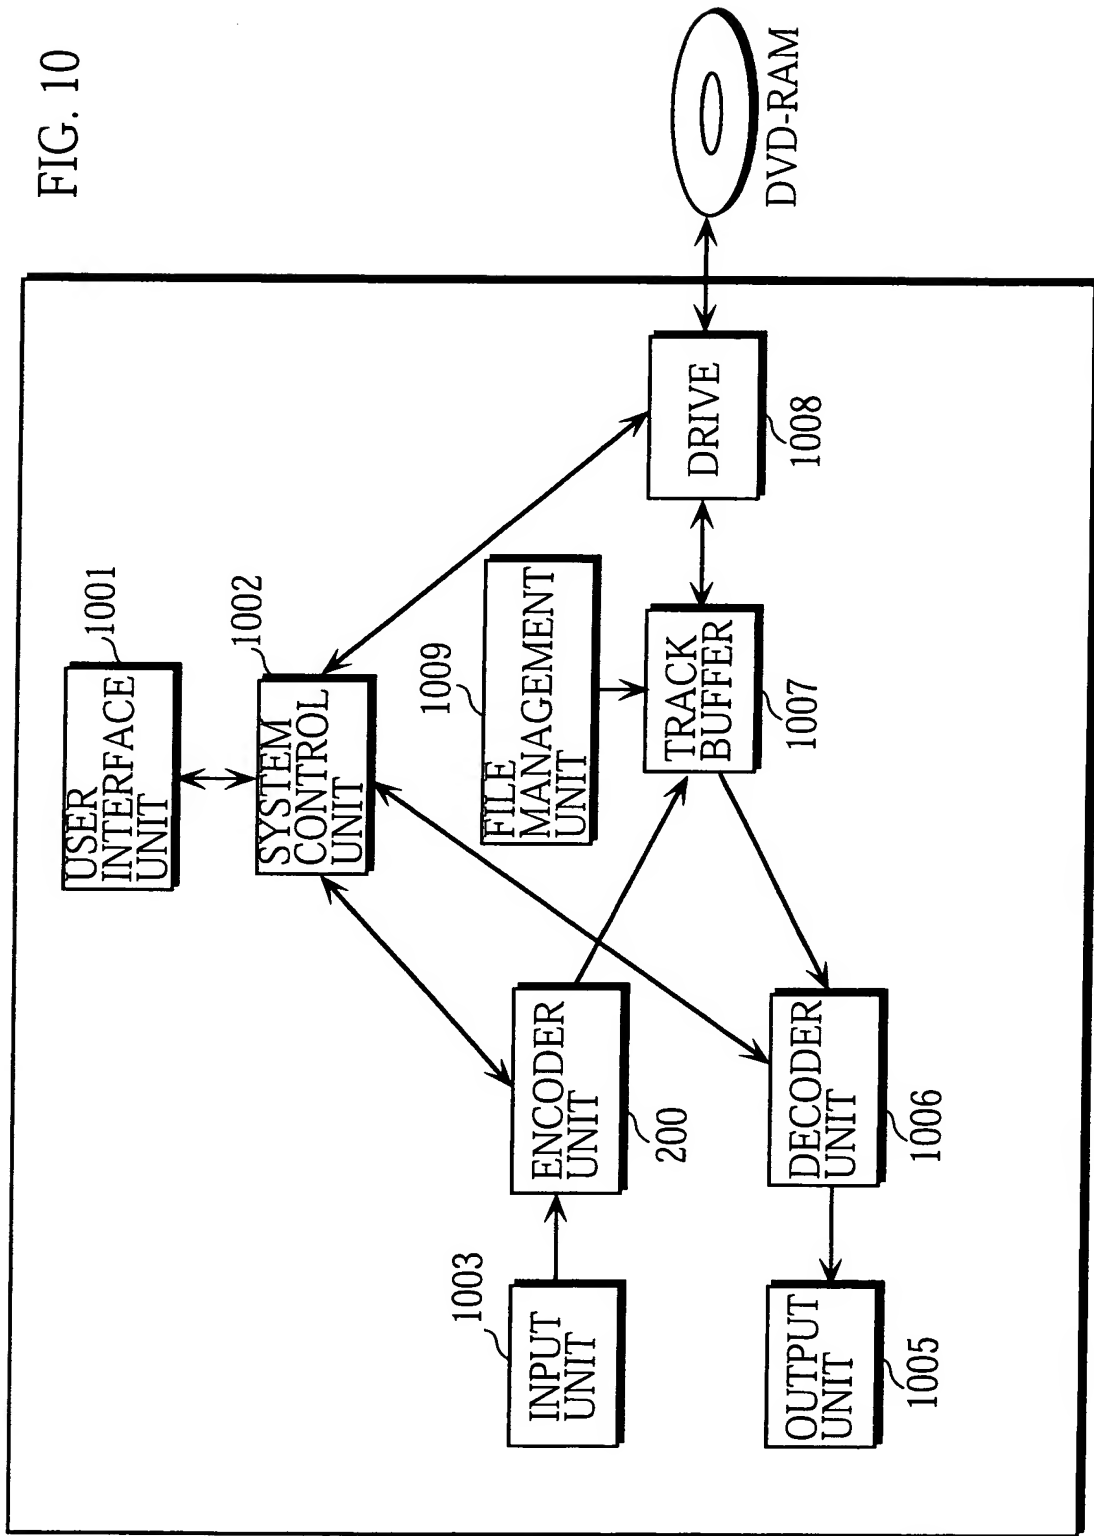 FIG. 10
1001
USER
INTERFACE
UNIT
1002
SYSTEM
CONTROL
UNIT
1009
FILE
MANAGEMENT
UNIT
1003
INPUT
UNIT
ENCODER
UNIT
200
TRACK
BUFFER
1007
DRIVE
1008
DVD-RAM
OUTPUT
UNIT
1005
DECODER
UNIT
1006